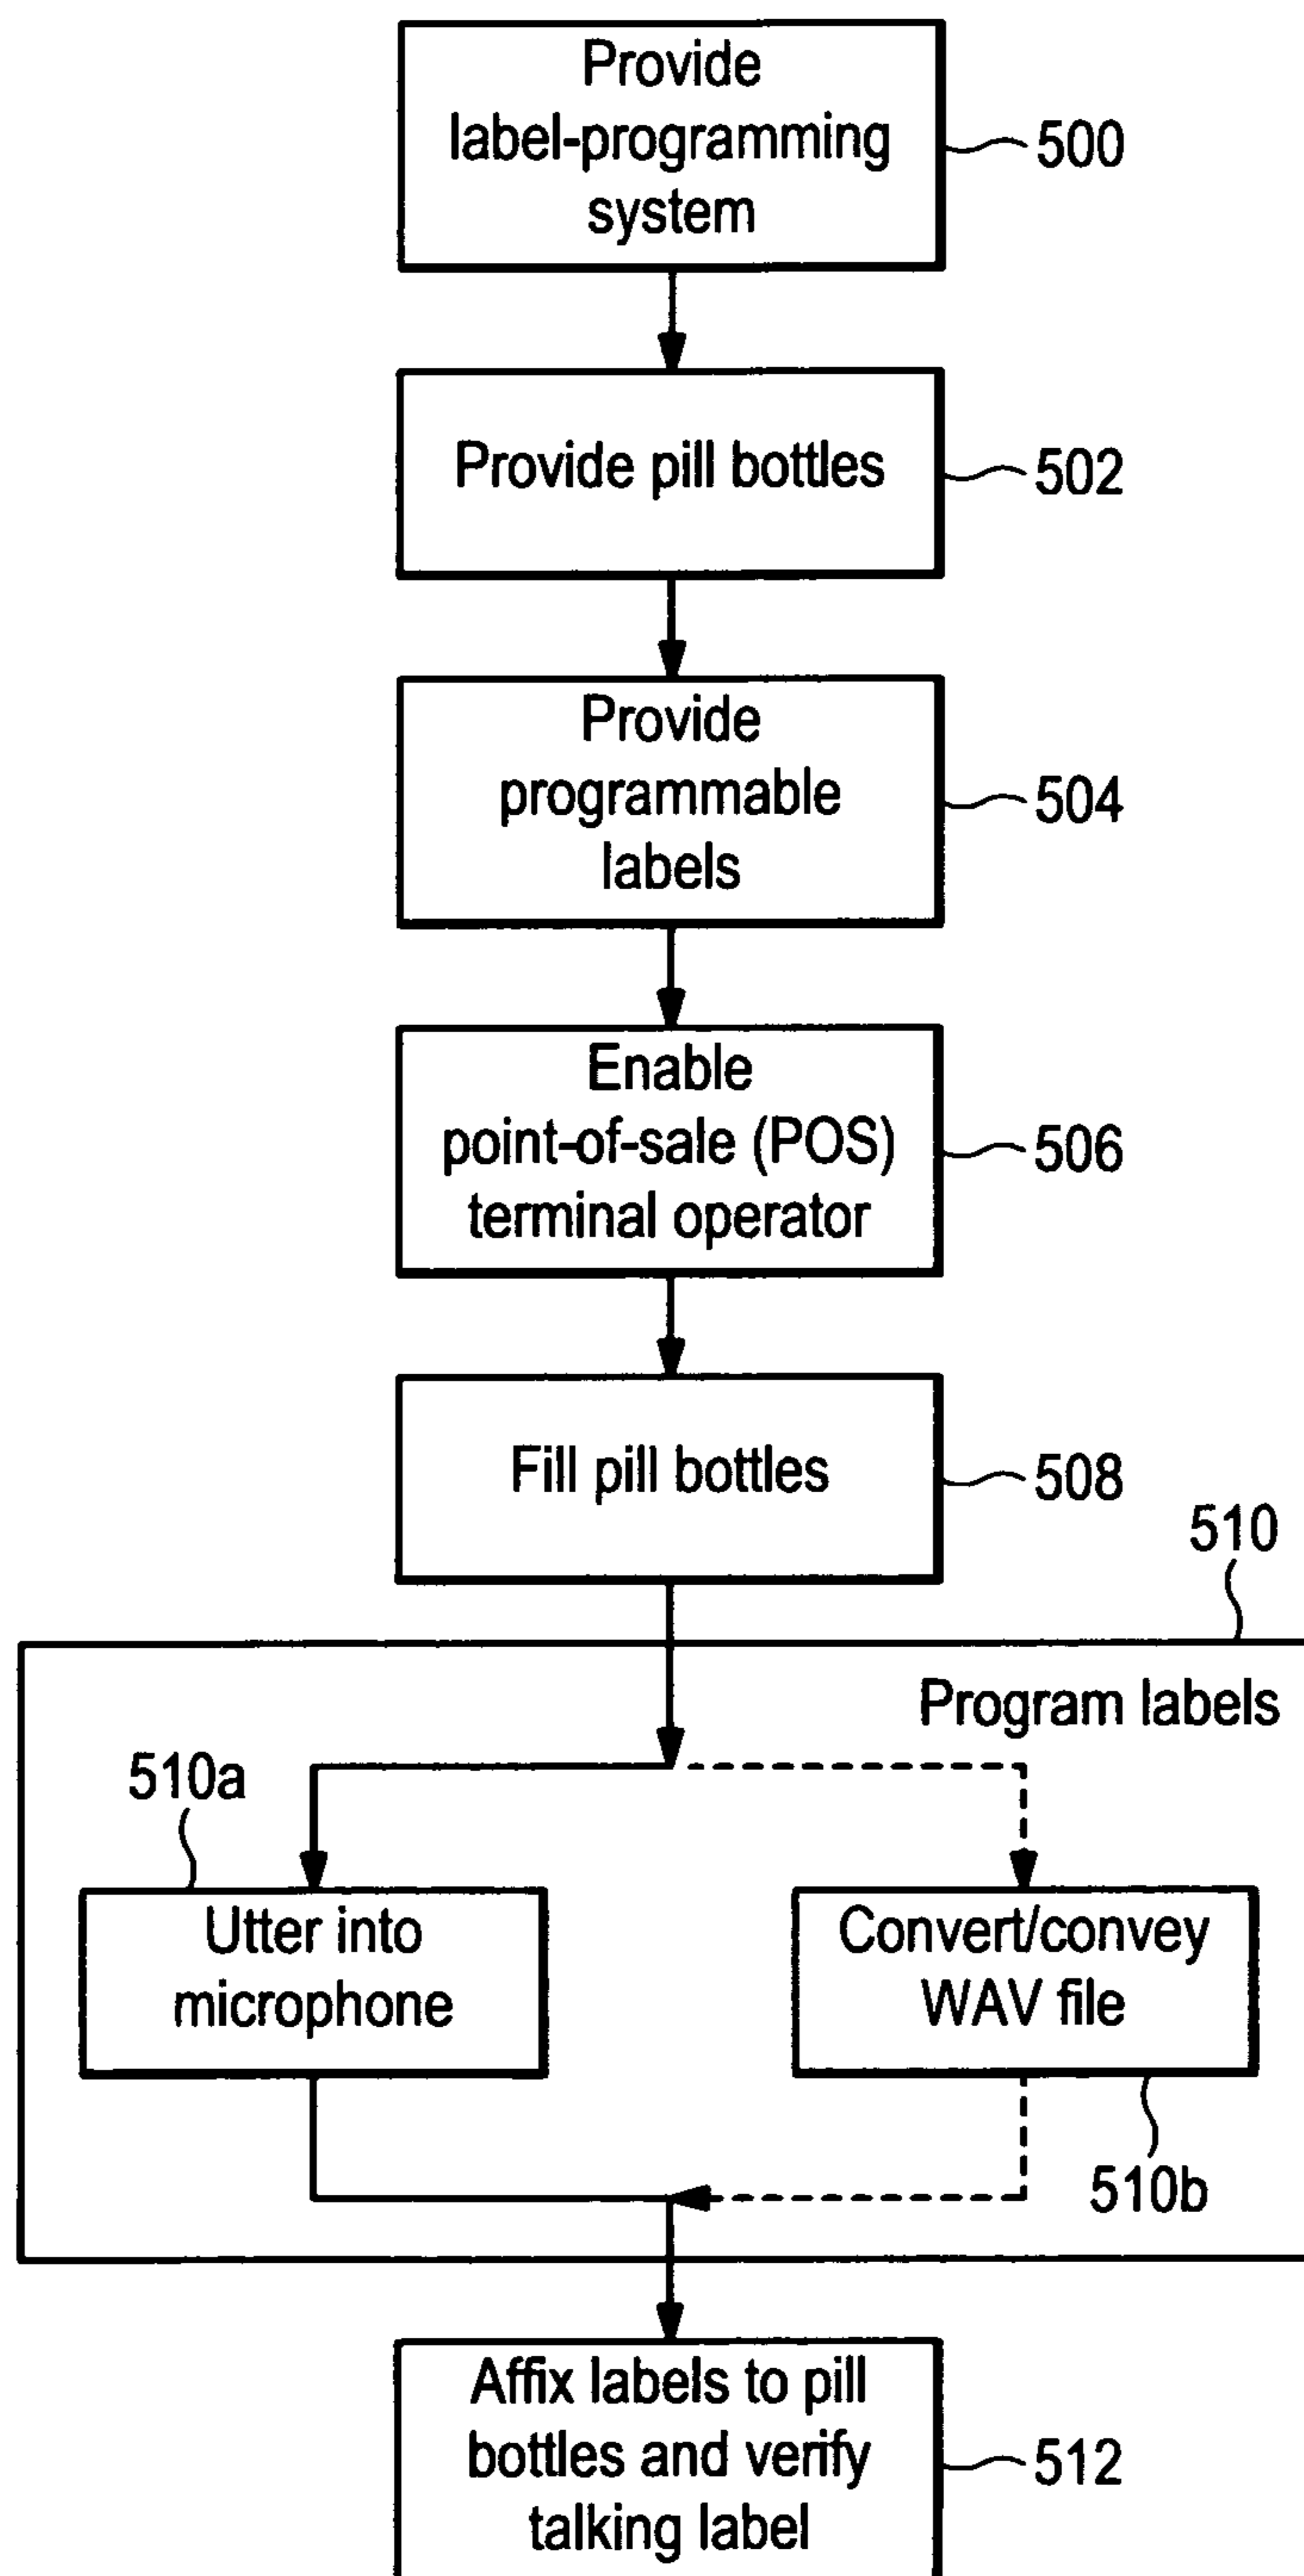 Provide
label-programming
system
500
Provide pill bottles
502
Provide
programmable
labels
504
Enable
point-of-sale (POS)
terminal operator
506
Fill pill bottles
508
510
Program labels
510a
Utter into
microphone
Convert/convey
WAV file
510b
Affix labels to pill
bottles and verify
talking label
512